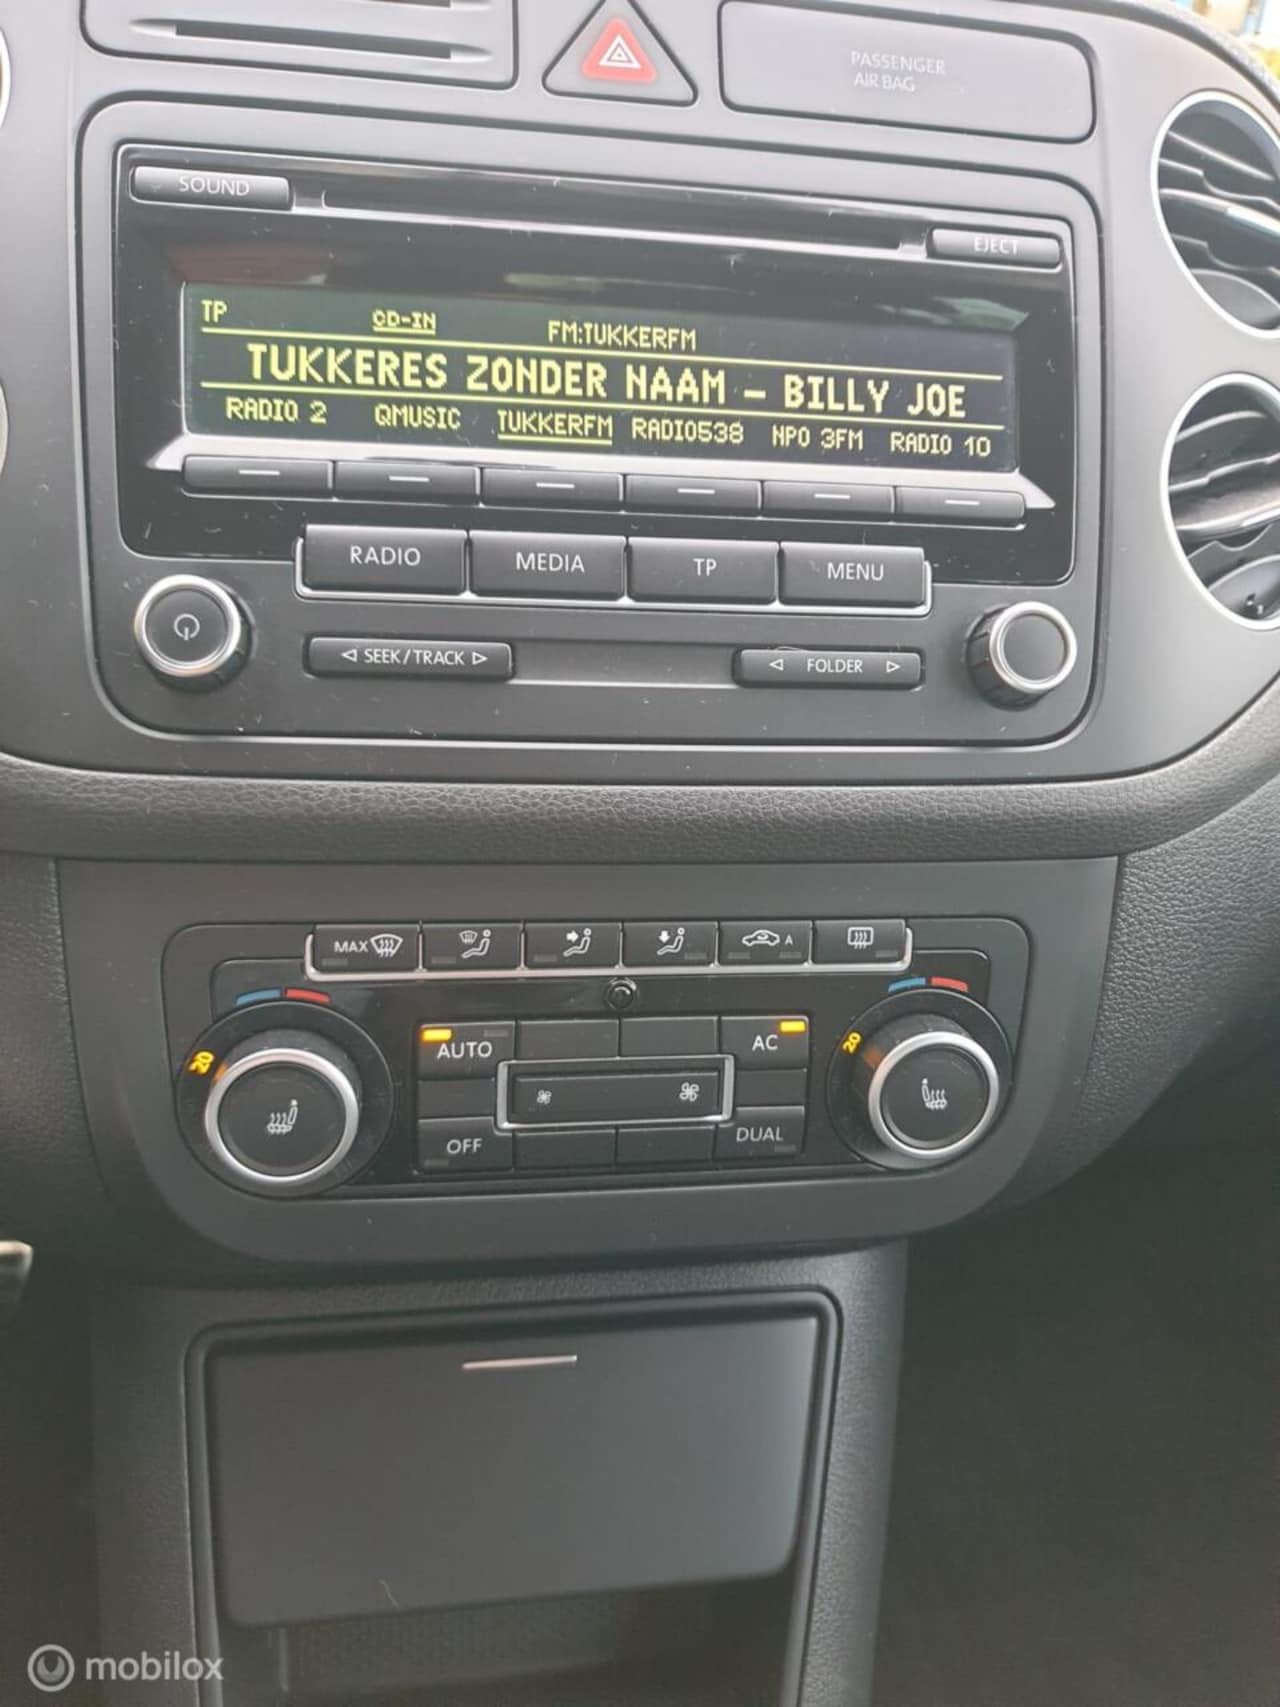 PASSENGER
AIR BAG
SOUND
EJECT
TP CD-IN FM:TUKKERFM
TUKKERES ZONDER NAAM - BILLY JOE
RADIO 2 QMUSIC TUKKERFM RADIO538 NPO 3FM RADIO 10
RADIO MEDIA TP MENU
SEEK/TRACK FOLDER
MAX A
20 AUTO AC 20
OFF DUAL
mobilox